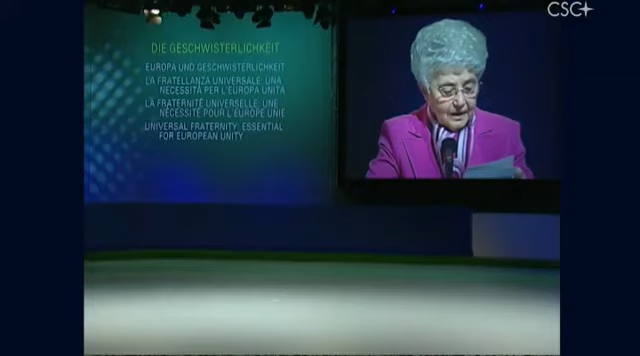 CSC
DIE GESCHWISTERLICHKEIT
EUROPA UND GESCHWISTERLICHKEIT
LA FRATELLANZA UNIVERSALE: UNA
NECESSITÀ PER L'EUROPA UNITA
LA FRATERNITÉ UNIVERSELLE: UNE
NÉCESSITÉ POUR L'EUROPE UNIE
UNIVERSAL FRATERNITY: ESSENTIAL
FOR EUROPEAN UNITY